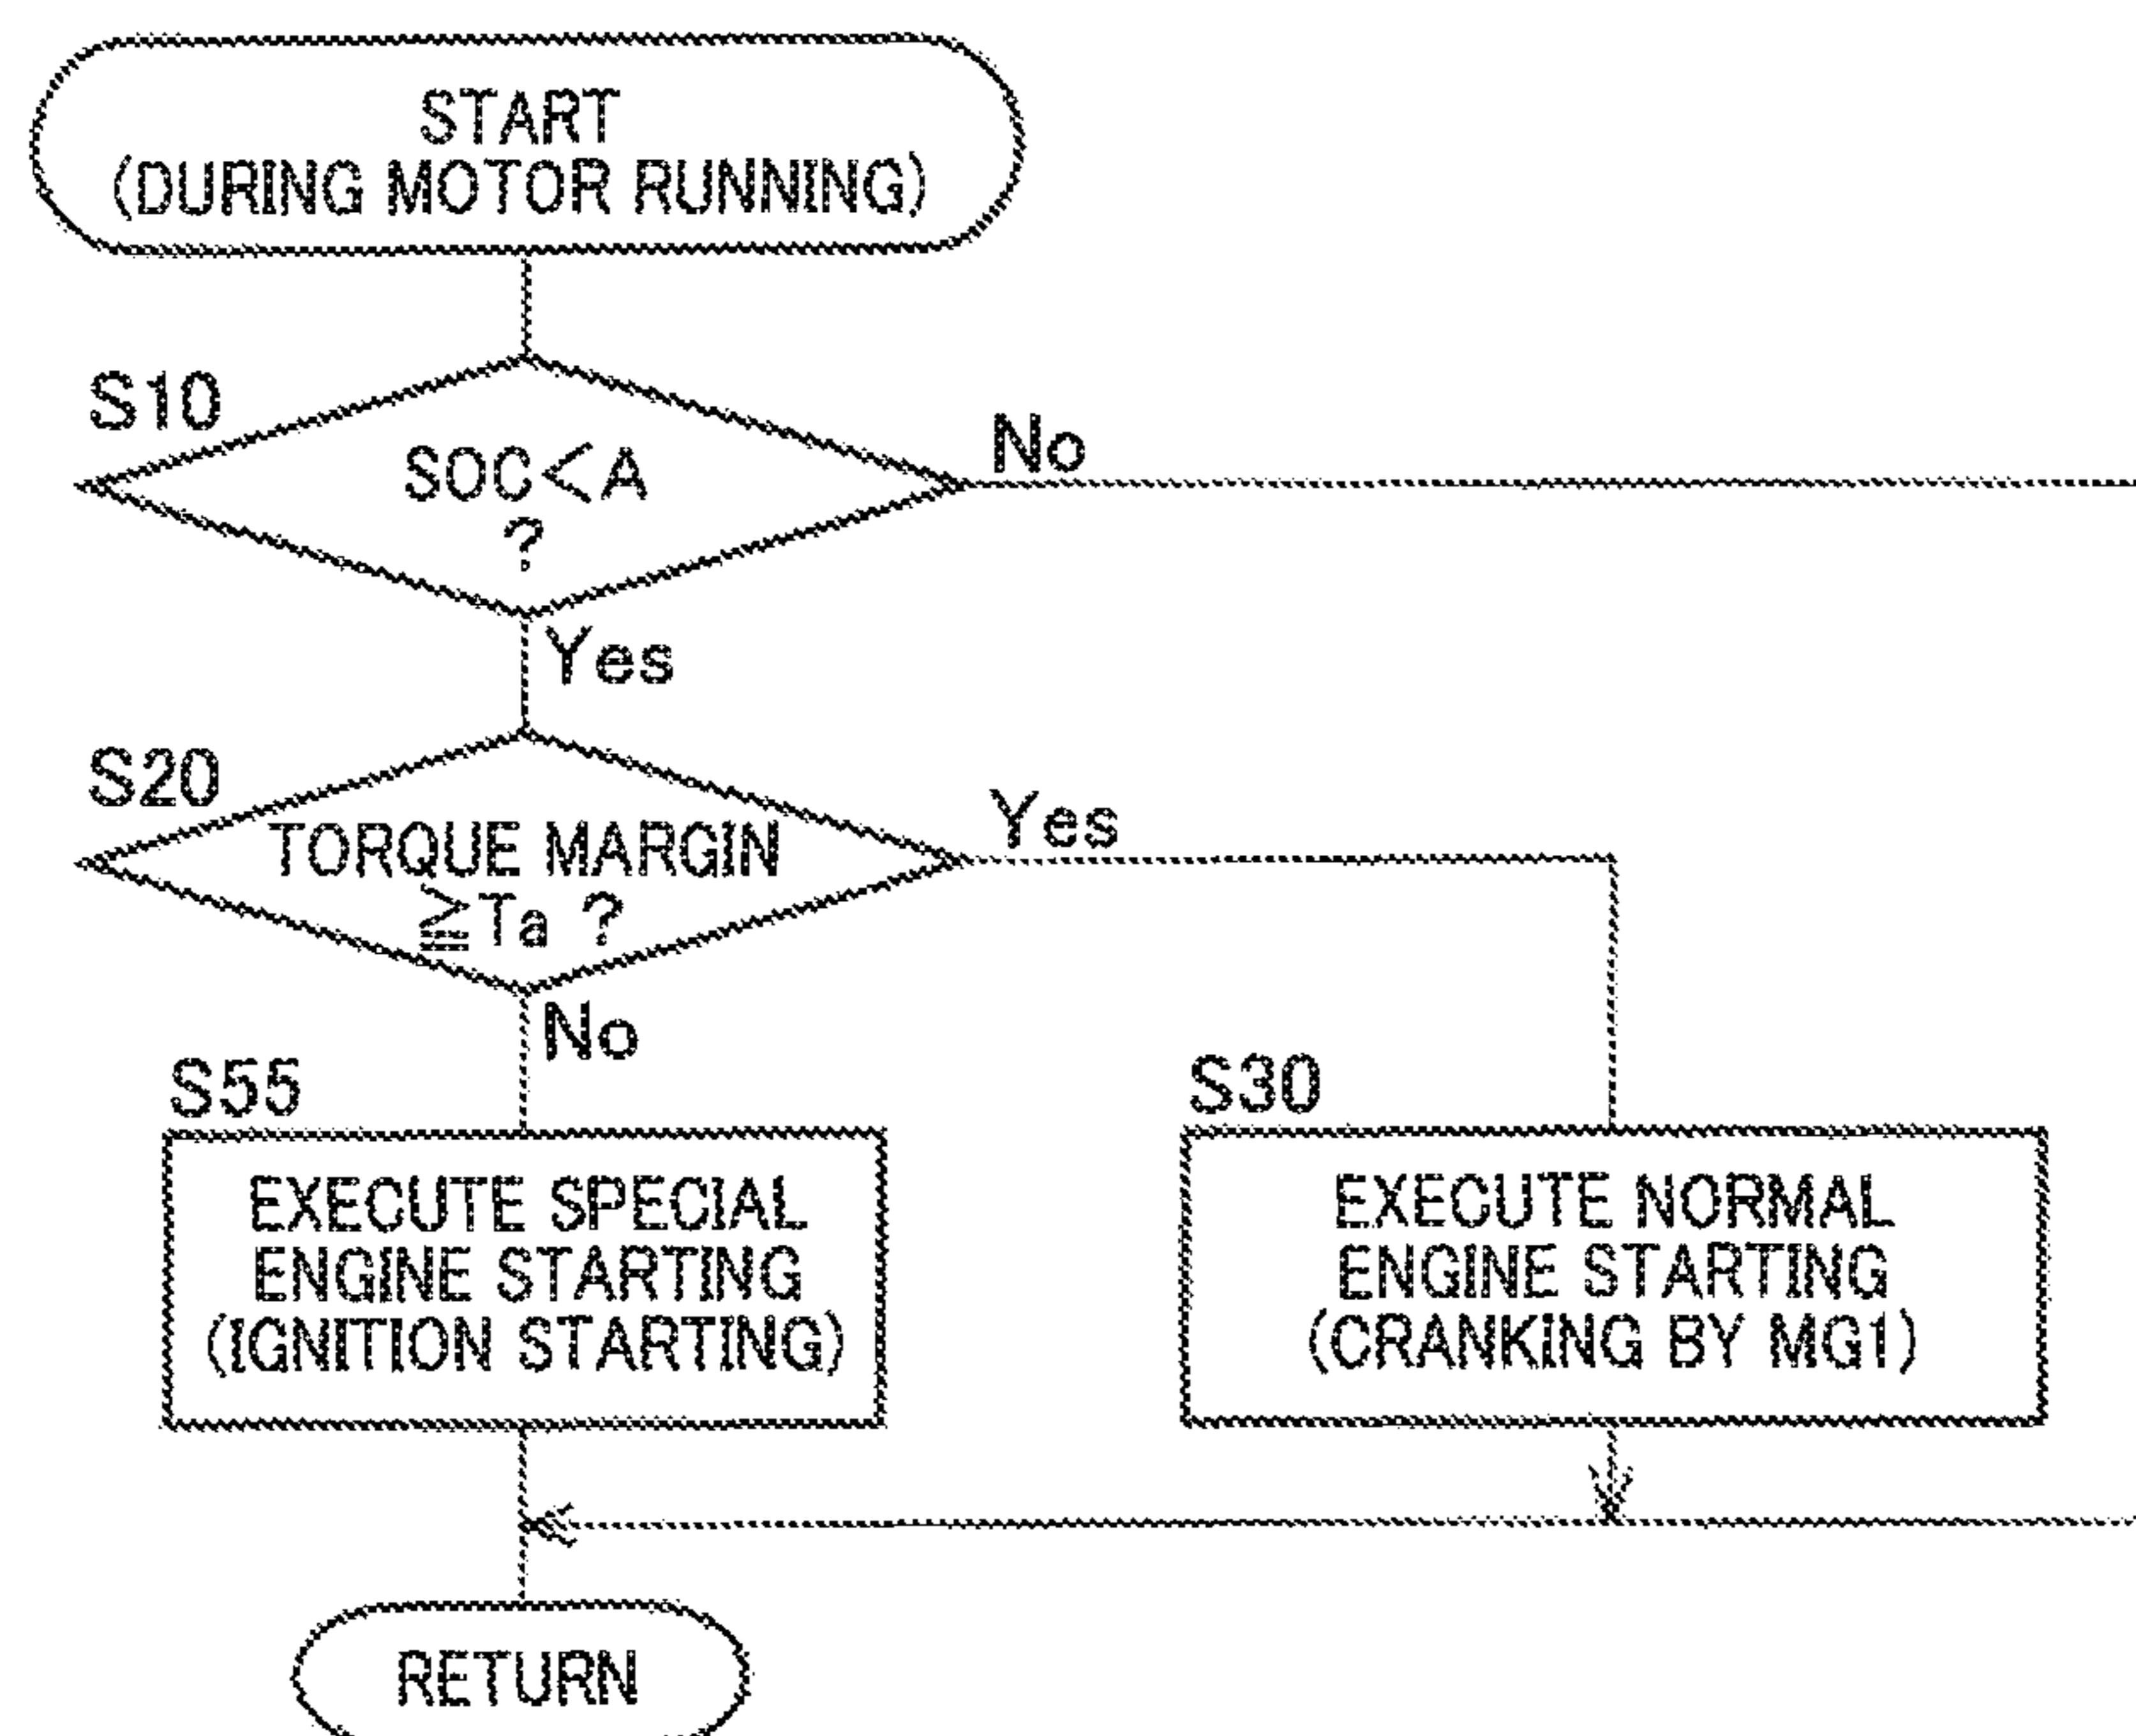 START
(DURING MOTOR RUNNING)
S10
SOC<A
?
No
Yes
S20
TORQUE MARGIN
≧Ta ?
Yes
No
S55
EXECUTE SPECIAL
ENGINE STARTING
(IGNITION STARTING)
S30
EXECUTE NORMAL
ENGINE STARTING
(CRANKING BY MG1)
RETURN